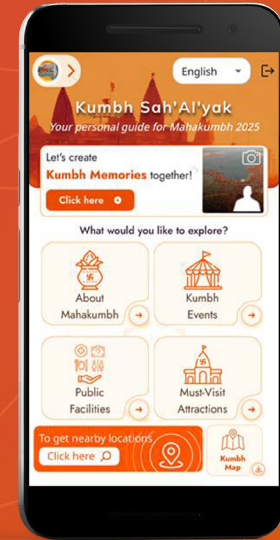 English
Kumbh Sah'AI'yak
Your personal guide for Mahakumbh 2025
Let's create
Kumbh Memories together!
Click here
What would you like to explore?
About
Mahakumbh
Kumbh
Events
Public
Facilities
Must-Visit
Attractions
To get nearby locations
Click here
Kumbh
Map